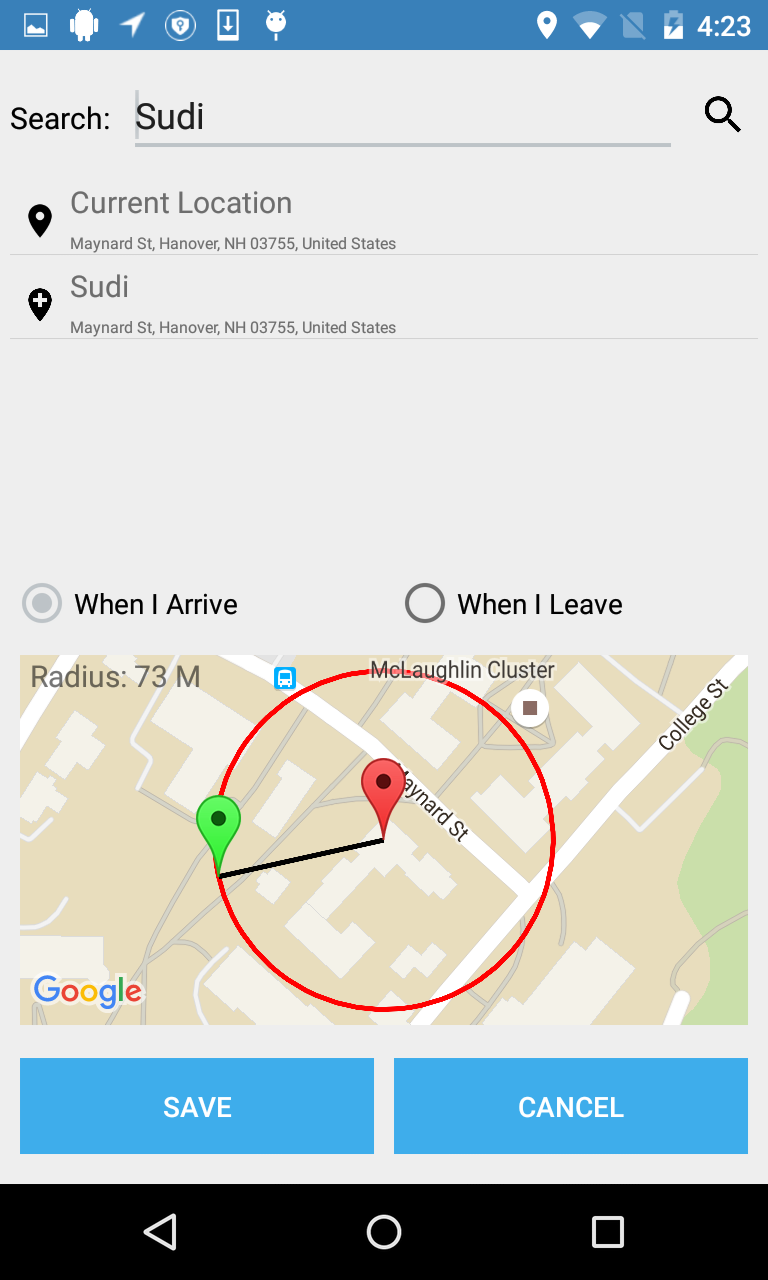 4:23
Search: Sudi
Current Location
Maynard St, Hanover, NH 03755, United States
Sudi
Maynard St, Hanover, NH 03755, United States
When I Arrive
When I Leave
Radius: 73 M
McLaughlin Cluster
College St
Maynard St
Google
SAVE
CANCEL